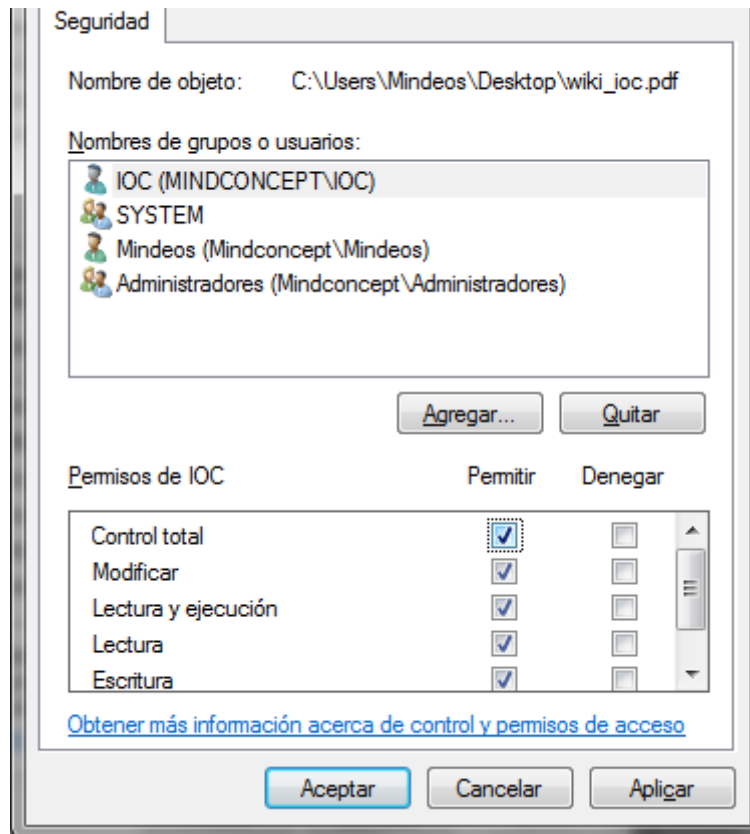 Seguridad
Nombre de objeto: C:\Users\Mindeos\Desktop\wiki_ioc.pdf
Nombres de grupos o usuarios:
IOC (MINDCONCEPT\IOC)
SYSTEM
Mindeos (Mindconcept\Mindeos)
Administradores (Mindconcept\Administradores)
Agregar... Quitar
Permisos de IOC Permitir Denegar
Control total
Modificar
Lectura y ejecución
Lectura
Escritura
Obtener más información acerca de control y permisos de acceso
Aceptar Cancelar Aplicar